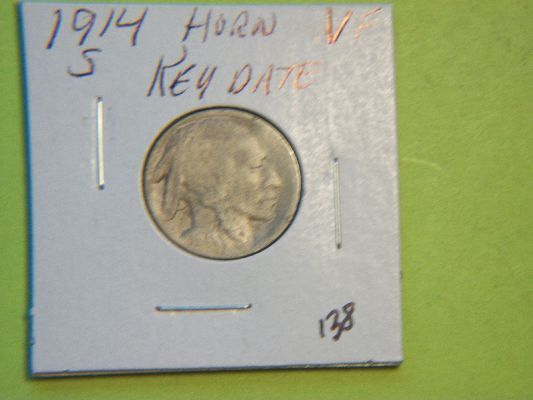 1914 HORN VF
S KEY DATE
138